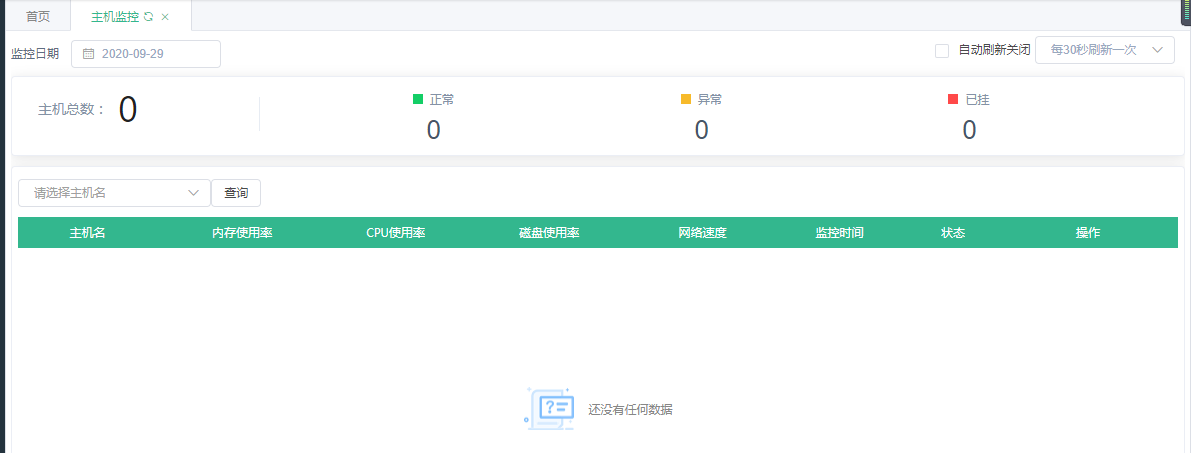 首页 主机监控
监控日期 2020-09-29 自动刷新关闭 每30秒刷新一次
主机总数： 0 正常 异常 已挂
0 0 0
请选择主机名 查询
主机名 内存使用率 CPU使用率 磁盘使用率 网络速度 监控时间 状态 操作
还没有任何数据